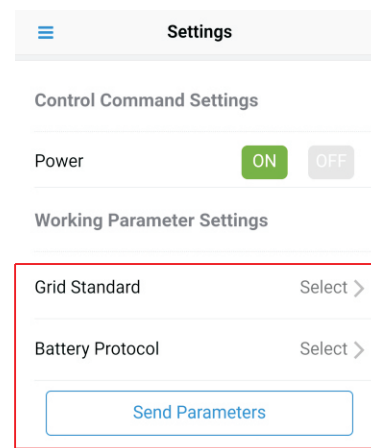 Settings
Control Command Settings
Power ON OFF
Working Parameter Settings
Grid Standard Select
Battery Protocol Select
Send Parameters